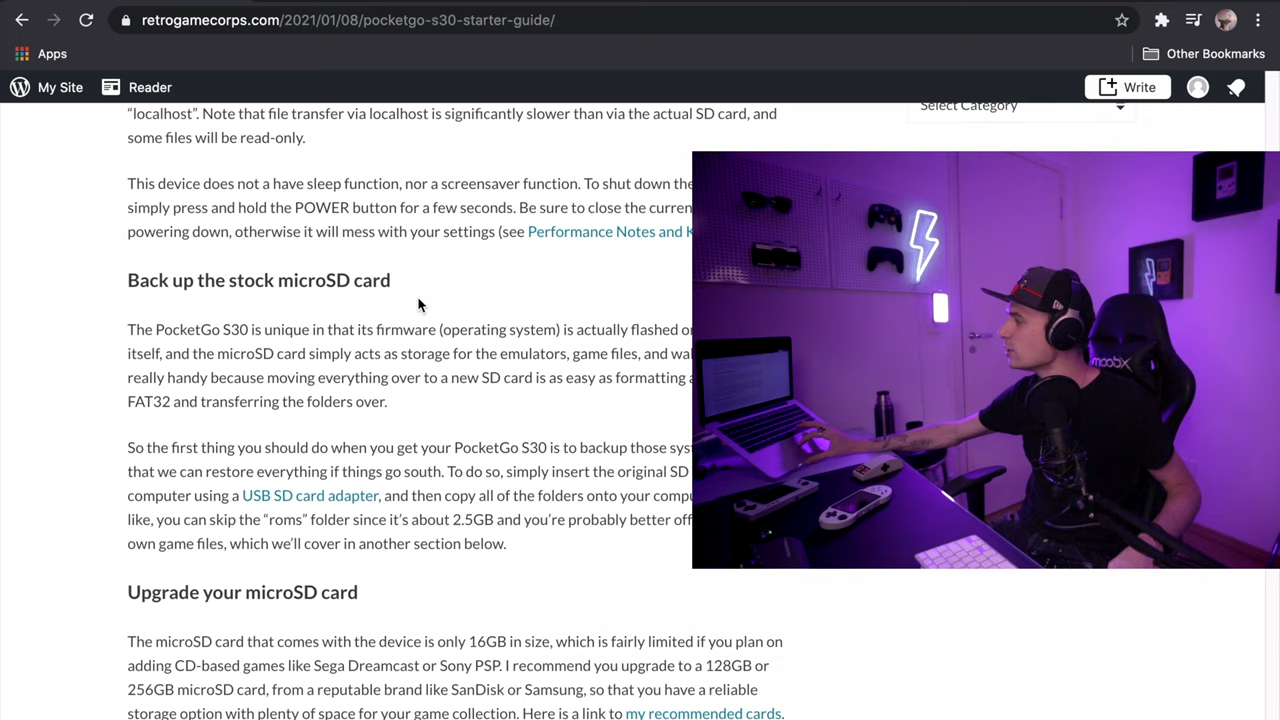 retrogamecorps.com/2021/01/08/pocketgo-s30-starter-guide/
Apps
Other Bookmarks
My Site
Reader
Write
Select Category
“localhost”. Note that file transfer via localhost is significantly slower than via the actual SD card, and
some files will be read-only.
This device does not a have sleep function, nor a screensaver function. To shut down the
simply press and hold the POWER button for a few seconds. Be sure to close the
powering down, otherwise it will mess with your settings (see Performance Notes and
Back up the stock microSD card
The PocketGo S30 is unique in that its firmware (operating system) is actually flashed
itself, and the microSD card simply acts as storage for the emulators, game files, and
really handy because moving everything over to a new SD card is as easy as formatting
FAT32 and transferring the folders over.
So the first thing you should do when you get your PocketGo S30 is to backup those
that we can restore everything if things go south. To do so, simply insert the original SD
computer using a USB SD card adapter, and then copy all of the folders onto your
like, you can skip the “roms” folder since it’s about 2.5GB and you’re probably better off
own game files, which we’ll cover in another section below.
Upgrade your microSD card
The microSD card that comes with the device is only 16GB in size, which is fairly limited if you plan on
adding CD-based games like Sega Dreamcast or Sony PSP. I recommend you upgrade to a 128GB or
256GB microSD card, from a reputable brand like SanDisk or Samsung, so that you have a reliable
storage option with plenty of space for your game collection. Here is a link to my recommended cards.